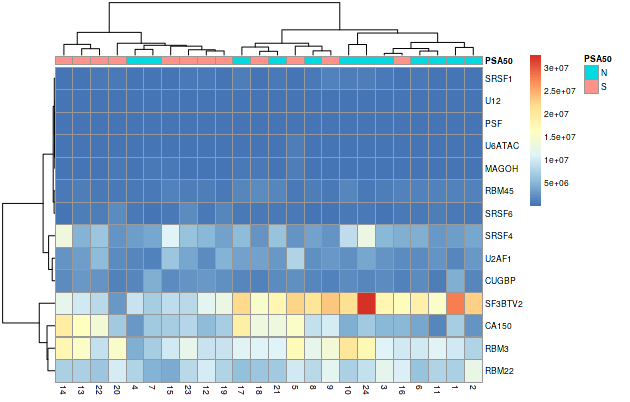 PSA50
SRSF1
U12
PSF
U6ATAC
MAGOH
RBM45
SRSF6
SRSF4
U2AF1
CUGBP
SF3BTV2
CA150
RBM3
RBM22
14 13 22 20 4 7 15 23 12 19 17 18 21 5 8 9 10 24 3 16 6 11 1 2
3e+07
2.5e+07
2e+07
1.5e+07
1e+07
5e+06
PSA50
N
S